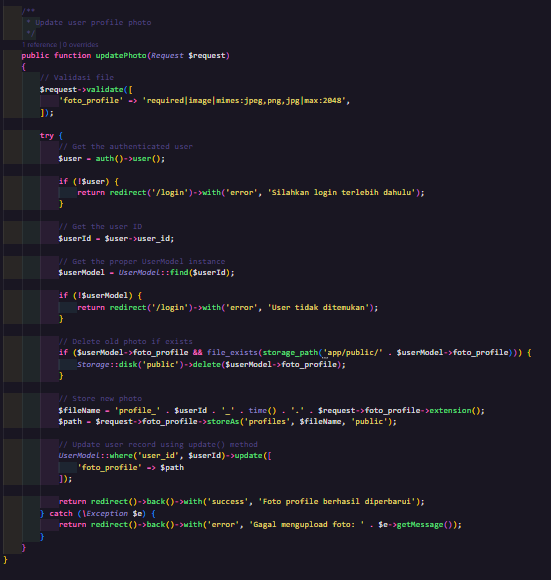 /**
* Update user profile photo
*/
1 reference | 0 overrides
public function updatePhoto(Request $request)
{
// Validasi file
$request->validate([
'foto_profile' => 'required|image|mimes:jpeg,png,jpg|max:2048',
]);
try {
// Get the authenticated user
$user = auth()->user();
if (!$user) {
return redirect('/login')->with('error', 'Silahkan login terlebih dahulu');
}
// Get the user ID
$userId = $user->user_id;
// Get the proper UserModel instance
$userModel = UserModel::find($userId);
if (!$userModel) {
return redirect('/login')->with('error', 'User tidak ditemukan');
}
// Delete old photo if exists
if ($userModel->foto_profile && file_exists(storage_path('app/public/' . $userModel->foto_profile))) {
Storage::disk('public')->delete($userModel->foto_profile);
}
// Store new photo
$fileName = 'profile_' . $userId . '_' . time() . '.' . $request->foto_profile->extension();
$path = $request->foto_profile->storeAs('profiles', $fileName, 'public');
// Update user record using update() method
UserModel::where('user_id', $userId)->update([
'foto_profile' => $path
]);
return redirect()->back()->with('success', 'Foto profile berhasil diperbarui');
} catch (\Exception $e) {
return redirect()->back()->with('error', 'Gagal mengupload foto: ' . $e->getMessage());
}
}
}